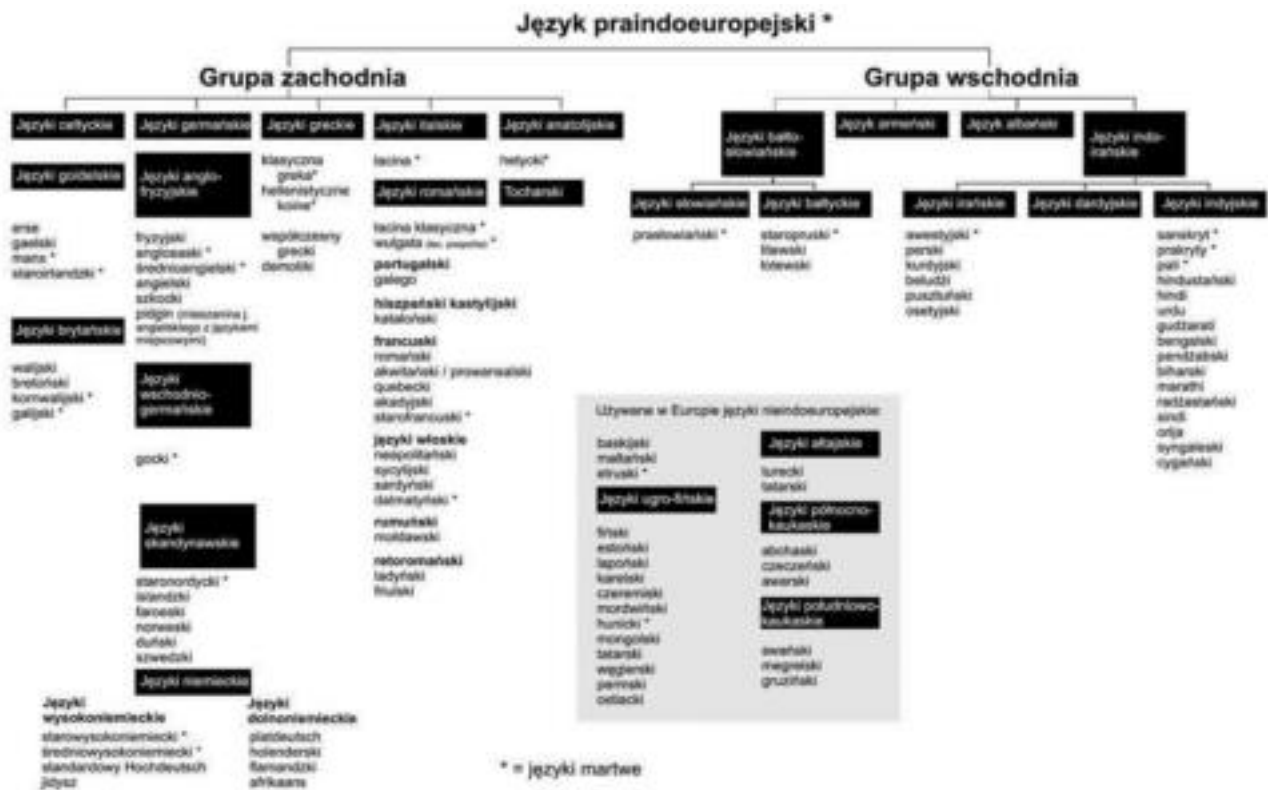 Język praindoeuropejski *
Grupa zachodnia
Grupa wschodnia
Języki celtyckie
Języki germańskie
Języki greckie
Języki italskie
Języki anatolijskie
Języki bałto-
słowiańskie
Język armeński
Język albański
Języki indo-
irańskie
Języki goidelskie
erse
gaelski
manx *
staroirlandzki *
Języki brytańskie
walijski
bretoński
kornwalijski *
galijski *
Języki anglo-
fryzyjskie
fryzyjski
anglosaski *
średnioangielski *
angielski
szkocki
pidgin (mieszanina j.
angielskiego z językami
miejscowymi)
Języki
wschodnio-
germańskie
gocki *
Języki
skandynawskie
staronordycki *
islandzki
faroeski
norweski
duński
szwedzki
Języki niemieckie
Języki
wysokoniemieckie
starowysokoniemiecki *
średniowysokoniemiecki *
standardowy Hochdeutsch
jidysz
Języki
dolnoniemieckie
platdeutsch
holenderski
flamandzki
afrikaans
klasyczna
greka*
hellenistyczne
koine*
współczesny
grecki
demotiki
łacina *
Języki romańskie
łacina klasyczna *
wulgata *
portugalski
galego
hiszpański kastylijski
kataloński
francuski
romański
akwitański / prowansalski
quebecki
akadyjski
starofrancuski *
języki włoskie
neapolitański
sycylijski
sardyński
dalmatyński *
rumuński
mołdawski
retoromański
ladyński
friulski
hetycki*
Tocharski
Języki słowiańskie
prasłowiański *
Języki bałtyckie
staropruski *
litewski
łotewski
Języki irańskie
awestyjski *
perski
kurdyjski
beludżi
pusztuński
osetyjski
Języki dardyjskie
Języki indyjskie
sanskryt *
prakryty *
pali *
hindustański
hindi
urdu
gudżarati
bengalski
pendżabski
biharski
marathi
radżastański
sindi
orija
syngaleski
cygański
Używane w Europie języki nieindoeuropejskie:
baskijski
maltański
etruski *
Języki ugro-fińskie
fiński
estoński
lapoński
karelski
czeremiski
mordwiński
hunicki *
mongolski
tatarski
węgierski
permski
ostiacki
Języki ałtajskie
turecki
tatarski
Języki północno-
kaukaskie
abchaski
czeczeński
awarski
Języki południowo-
kaukaskie
swański
megrelski
gruziński
* = języki martwe